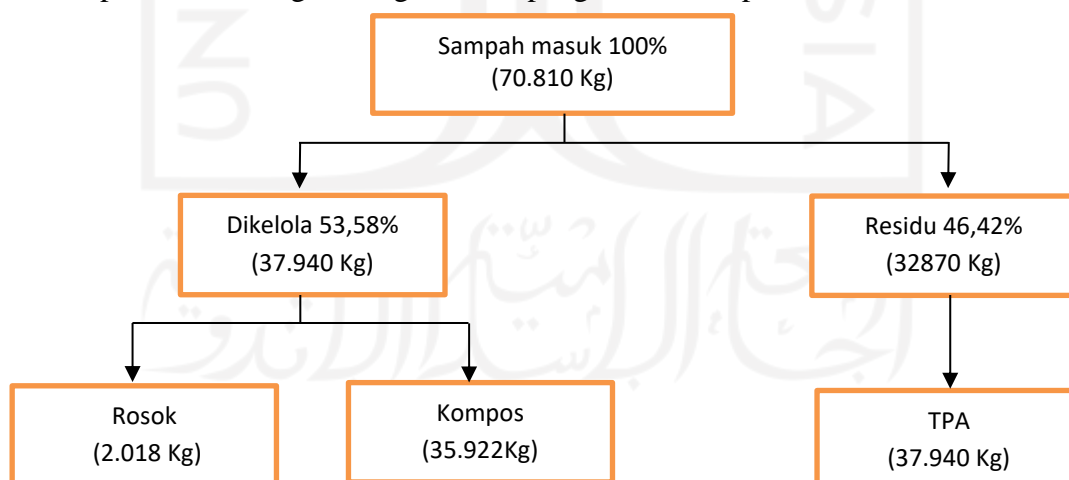 Sampah masuk 100%
(70.810 Kg)
Dikelola 53,58%
(37.940 Kg)
Residu 46,42%
(32870 Kg)
Rosok
(2.018 Kg)
Kompos
(35.922Kg)
TPA
(37.940 Kg)